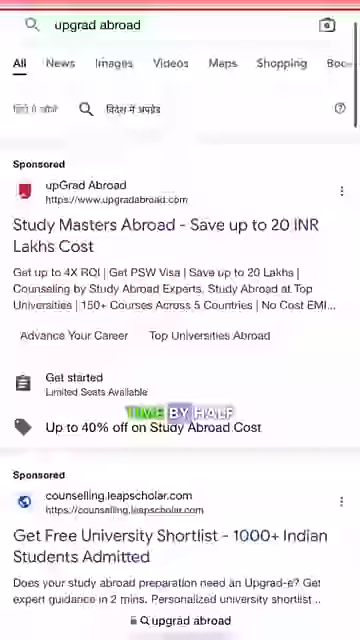 upgrad abroad
All News Images Videos Maps Shopping
हिंदी में खोजें विदेश में अपग्रेड
Sponsored
upGrad Abroad
https://www.upgradabroad.com
Study Masters Abroad - Save up to 20 INR
Lakhs Cost
Get up to 4X ROI | Get PSW Visa | Save up to 20 Lakhs |
Counseling by Study Abroad Experts. Study Abroad at Top
Universities | 150+ Courses Across 5 Countries | No Cost EMI...
Advance Your Career Top Universities Abroad
Get started
Limited Seats Available
TIME BY HALF
Up to 40% off on Study Abroad Cost
Sponsored
counselling.leapscholar.com
https://counselling.leapscholar.com
Get Free University Shortlist - 1000+ Indian
Students Admitted
Does your study abroad preparation need an Upgrad-e? Get
expert guidance in 2 mins. Personalized university shortlist...
upgrad abroad